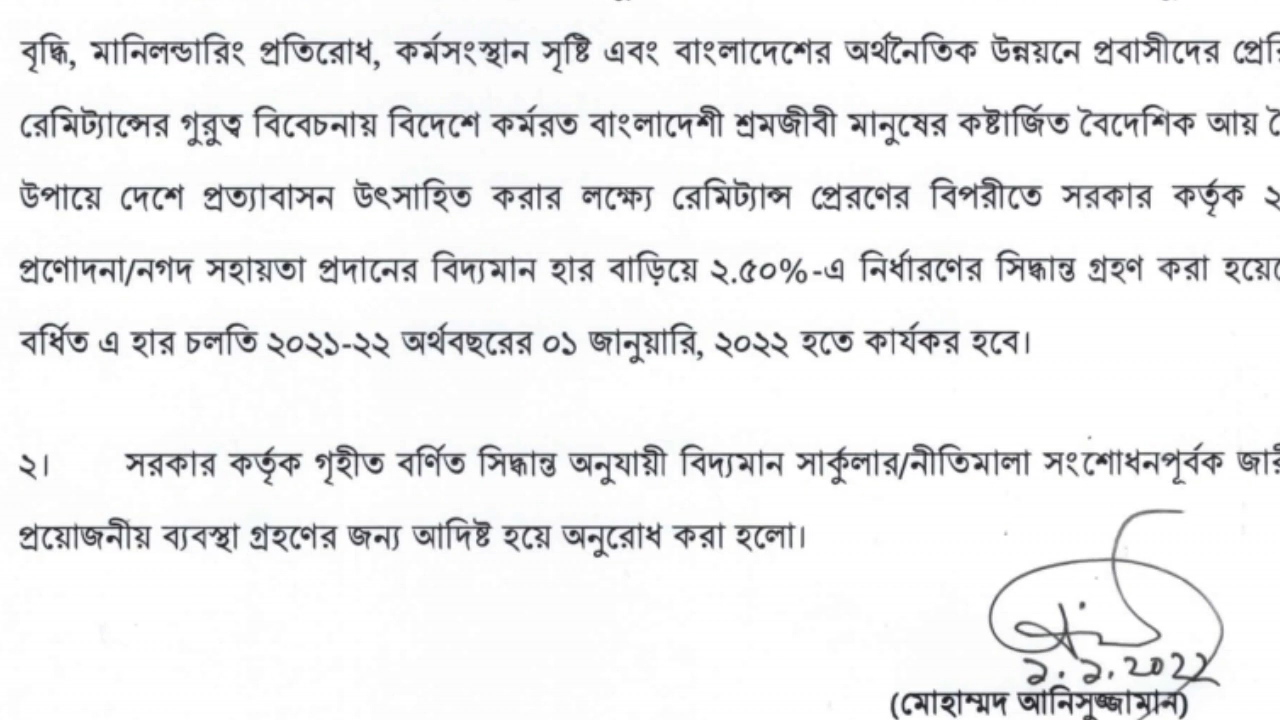 বৃদ্ধি, মানিলন্ডারিং প্রতিরোধ, কর্মসংস্থান সৃষ্টি এবং বাংলাদেশের অর্থনৈতিক উন্নয়নে প্রবাসীদের
রেমিট্যান্সের গুরুত্ব বিবেচনায় বিদেশে কর্মরত বাংলাদেশী শ্রমজীবী মানুষের কষ্টার্জিত বৈদেশিক আয়
উপায়ে দেশে প্রত্যাবাসন উৎসাহিত করার লক্ষ্যে রেমিট্যান্স প্রেরণের বিপরীতে সরকার কর্তৃক ২
প্রণোদনা/নগদ সহায়তা প্রদানের বিদ্যমান হার বাড়িয়ে ২.৫০%-এ নির্ধারণের সিদ্ধান্ত গ্রহণ করা
বর্ধিত এ হার চলতি ২০২১-২২ অর্থবছরের ০১ জানুয়ারি, ২০২২ হতে কার্যকর হবে।
২। সরকার কর্তৃক গৃহীত বর্ণিত সিদ্ধান্ত অনুযায়ী বিদ্যমান সার্কুলার/নীতিমালা সংশোধনপূর্বক
প্রয়োজনীয় ব্যবস্থা গ্রহণের জন্য আদিষ্ট হয়ে অনুরোধ করা হলো।
১.১.2022
(মোহাম্মদ আনিসুজ্জামান)